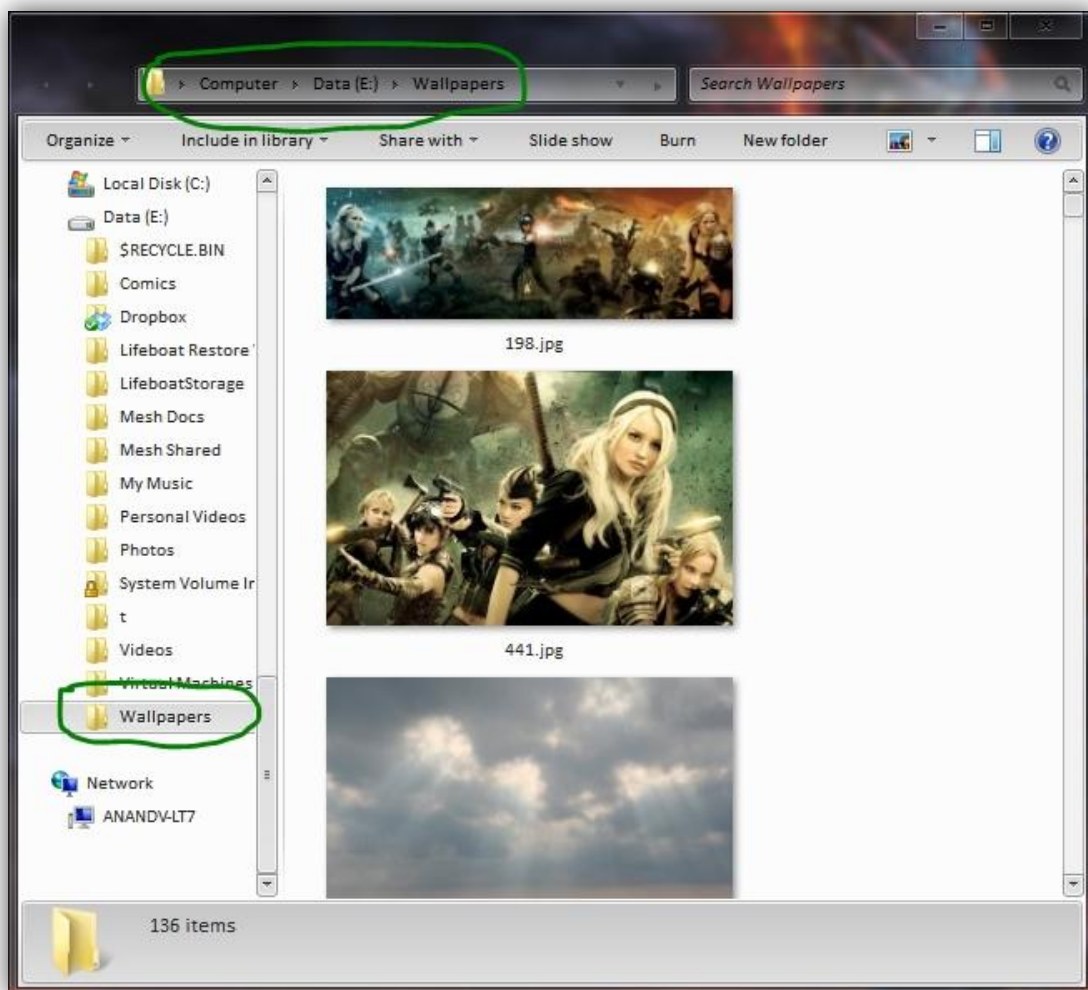 Computer Data (E:) Wallpapers
Search Wallpapers
Organize Include in library Share with Slide show Burn New folder
Local Disk (C:)
Data (E:)
$RECYCLE.BIN
Comics
Dropbox
Lifeboat Restore
LifeboatStorage
Mesh Docs
Mesh Shared
My Music
Personal Videos
Photos
System Volume Ir
t
Videos
Virtual Machines
Wallpapers
Network
ANANDV-LT7
198.jpg
441.jpg
136 items